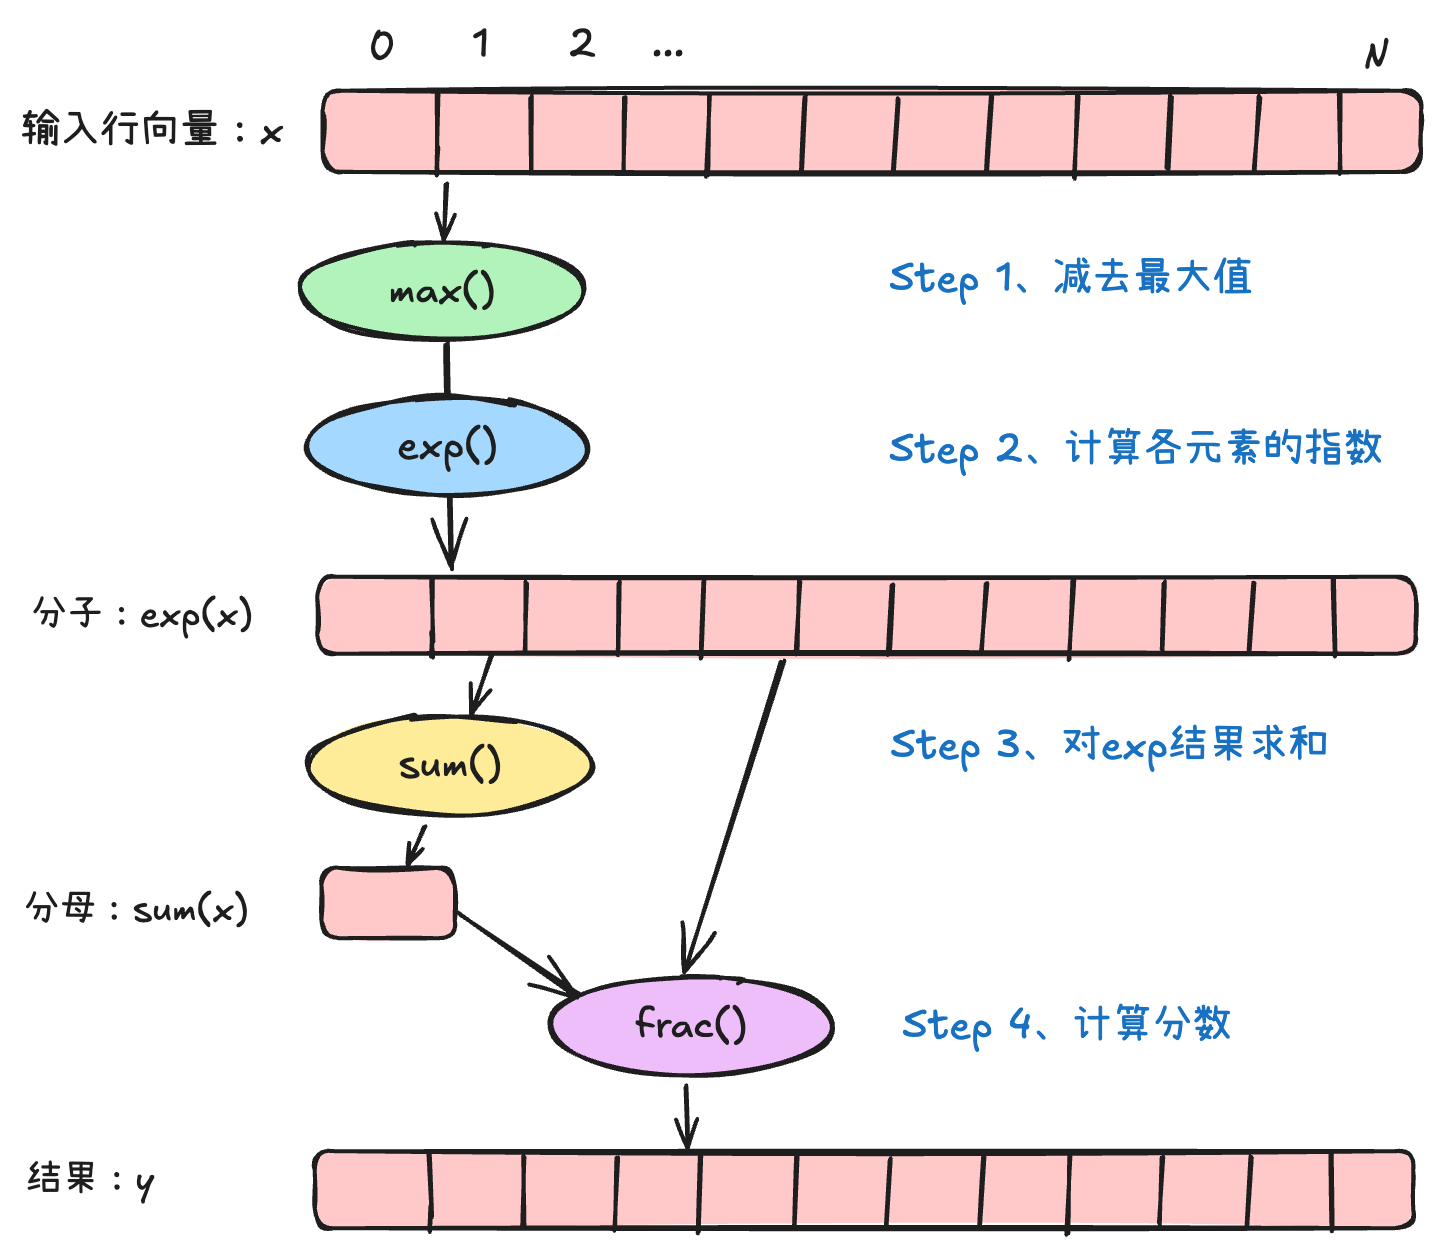 0 1 2 ... N
输入行向量：x
max()
Step 1、减去最大值
exp()
Step 2、计算各元素的指数
分子：exp(x)
sum()
Step 3、对exp结果求和
分母：sum(x)
frac()
Step 4、计算分数
结果：y